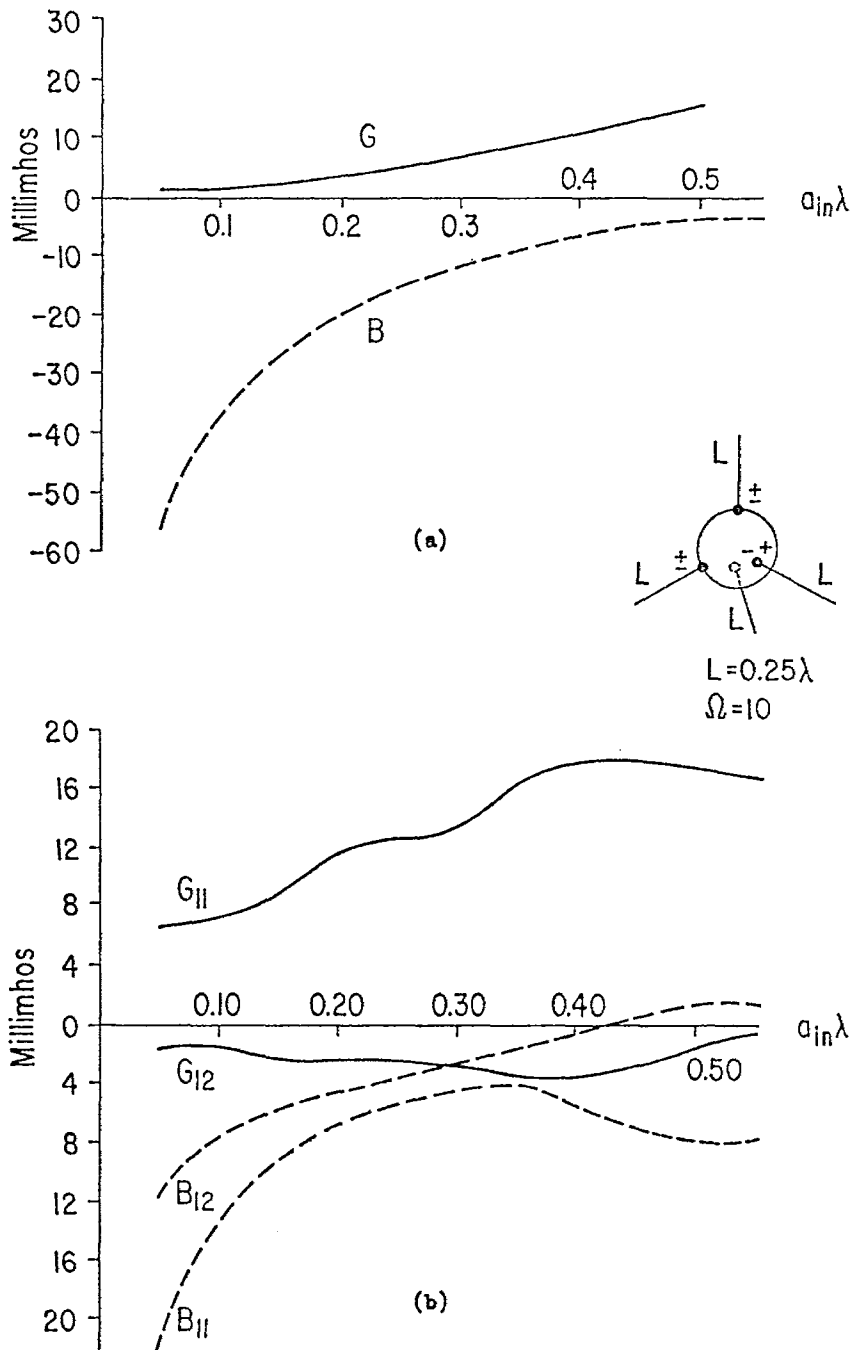 30
20
10
0
-10
-20
-30
-40
-50
-60
Millimhos
G
B
0.1
0.2
0.3
0.4
0.5
a in λ
(a)
L
±
±
- +
L
L
L
L=0.25λ
Ω=10
20
16
12
8
4
0
4
8
12
16
20
Millimhos
G11
G12
B12
B11
0.10
0.20
0.30
0.40
0.50
a in λ
(b)